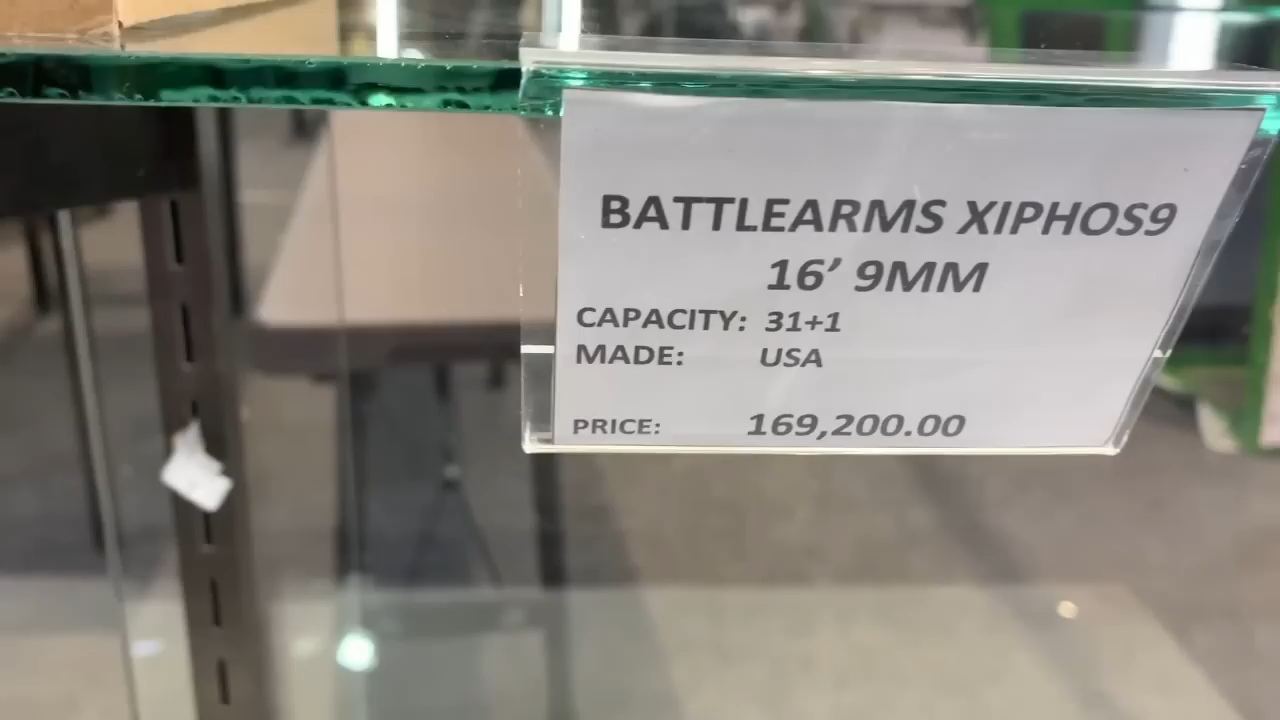 BATTLEARMS XIPHOS9
16’ 9MM
CAPACITY: 31+1
MADE: USA
PRICE: 169,200.00